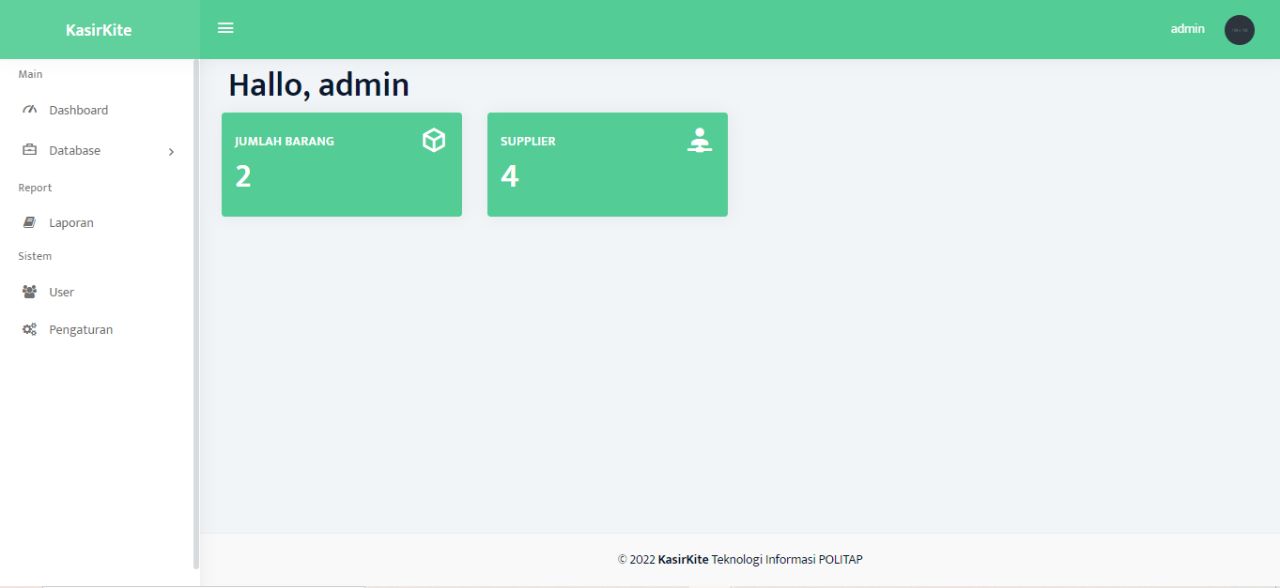 KasirKite
admin
Main
Dashboard
Database
Report
Laporan
Sistem
User
Pengaturan
Hallo, admin
JUMLAH BARANG
2
SUPPLIER
4
© 2022 KasirKite Teknologi Informasi POLITAP